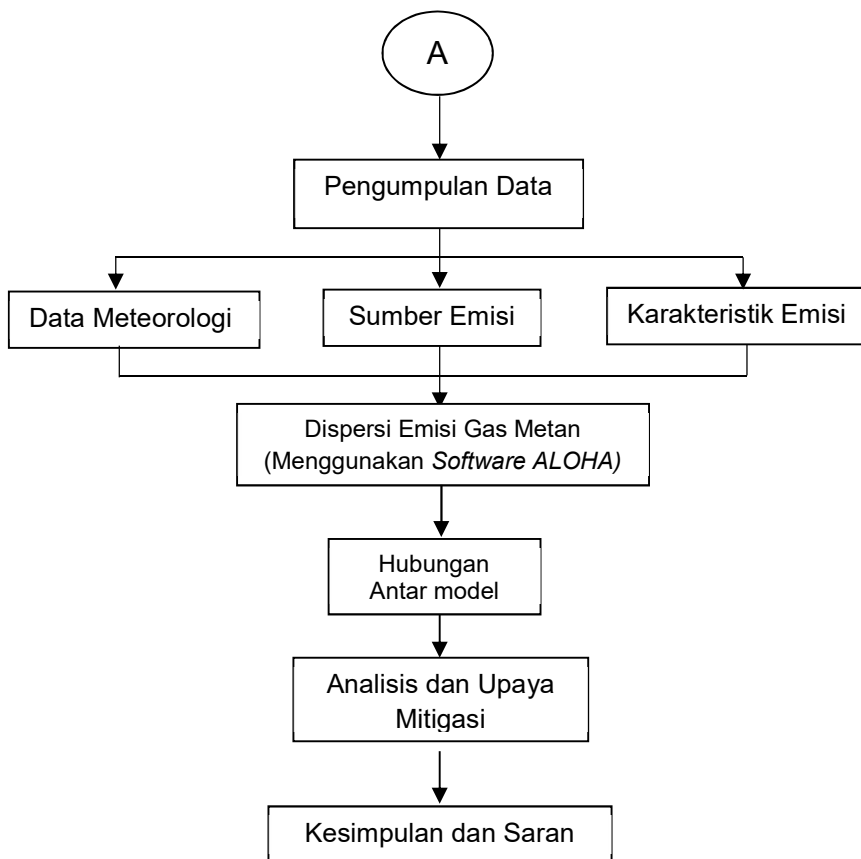 A
Pengumpulan Data
Data Meteorologi
Sumber Emisi
Karakteristik Emisi
Dispersi Emisi Gas Metan
(Menggunakan Software ALOHA)
Hubungan
Antar model
Analisis dan Upaya
Mitigasi
Kesimpulan dan Saran